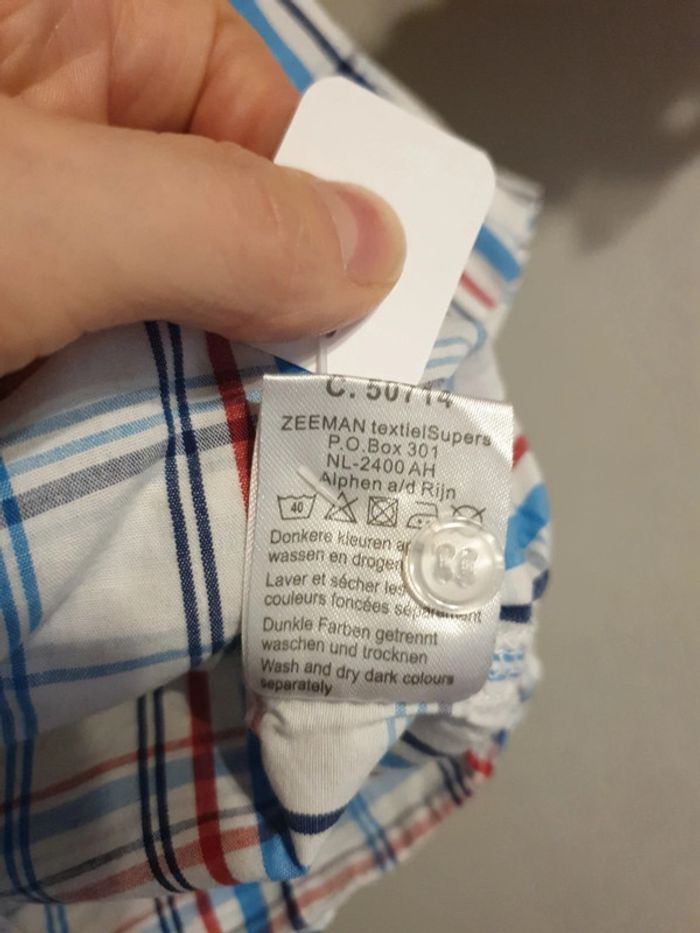 C. 50714
ZEEMAN textielSupers
P.O.Box 301
NL-2400 AH
Alphen a/d Rijn
40
Donkere kleuren
wassen en drogen
Laver et sécher les
couleurs foncées séparément
Dunkle Farben getrennt
waschen und trocknen
Wash and dry dark colours
separately